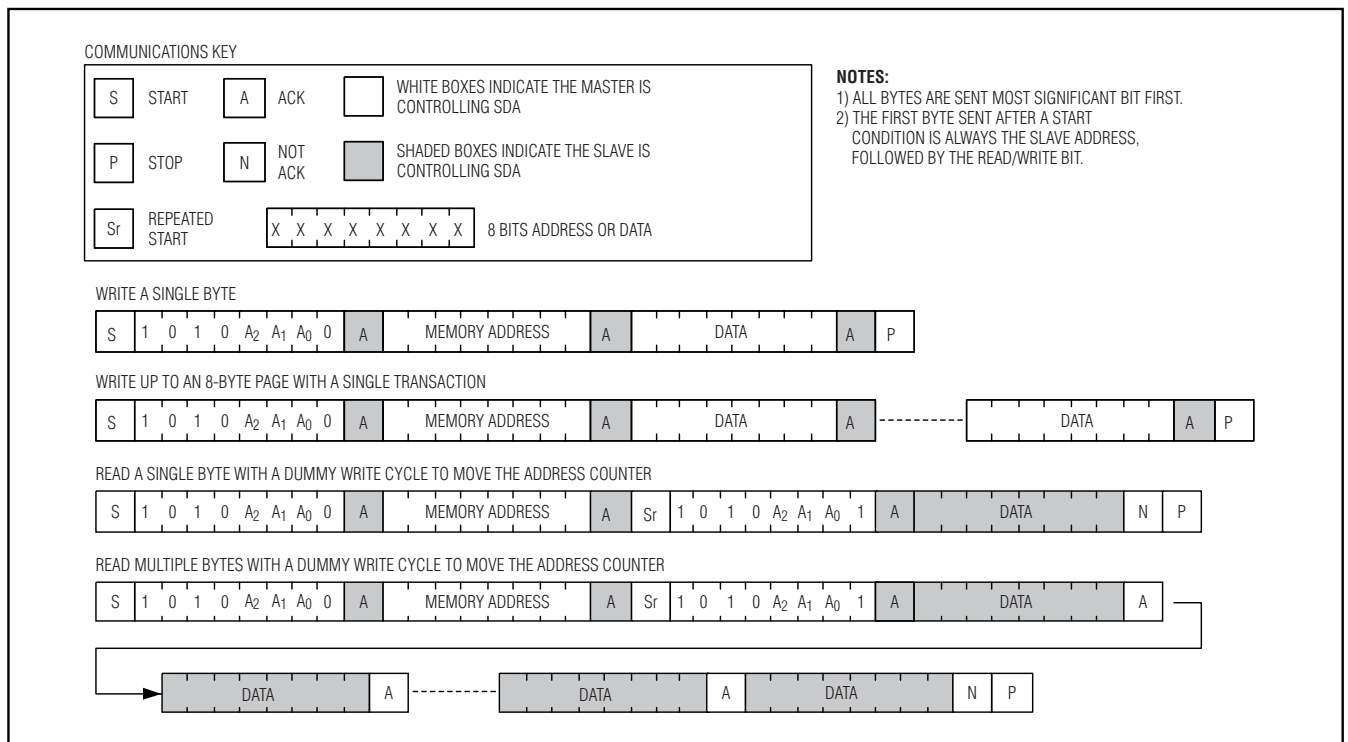 COMMUNICATIONS KEY
S START A ACK WHITE BOXES INDICATE THE MASTER IS
CONTROLLING SDA
P STOP N NOT
ACK
SHADED BOXES INDICATE THE SLAVE IS
CONTROLLING SDA
Sr REPEATED
START
X X X X X X X X 8 BITS ADDRESS OR DATA
NOTES:
1) ALL BYTES ARE SENT MOST SIGNIFICANT BIT FIRST.
2) THE FIRST BYTE SENT AFTER A START
CONDITION IS ALWAYS THE SLAVE ADDRESS,
FOLLOWED BY THE READ/WRITE BIT.
WRITE A SINGLE BYTE
S 1 0 1 0 A2 A1 A0 0 A MEMORY ADDRESS A DATA A P
WRITE UP TO AN 8-BYTE PAGE WITH A SINGLE TRANSACTION
S 1 0 1 0 A2 A1 A0 0 A MEMORY ADDRESS A DATA A DATA A P
READ A SINGLE BYTE WITH A DUMMY WRITE CYCLE TO MOVE THE ADDRESS COUNTER
S 1 0 1 0 A2 A1 A0 0 A MEMORY ADDRESS A Sr 1 0 1 0 A2 A1 A0 1 A DATA N P
READ MULTIPLE BYTES WITH A DUMMY WRITE CYCLE TO MOVE THE ADDRESS COUNTER
S 1 0 1 0 A2 A1 A0 0 A MEMORY ADDRESS A Sr 1 0 1 0 A2 A1 A0 1 A DATA A
DATA A DATA A DATA N P